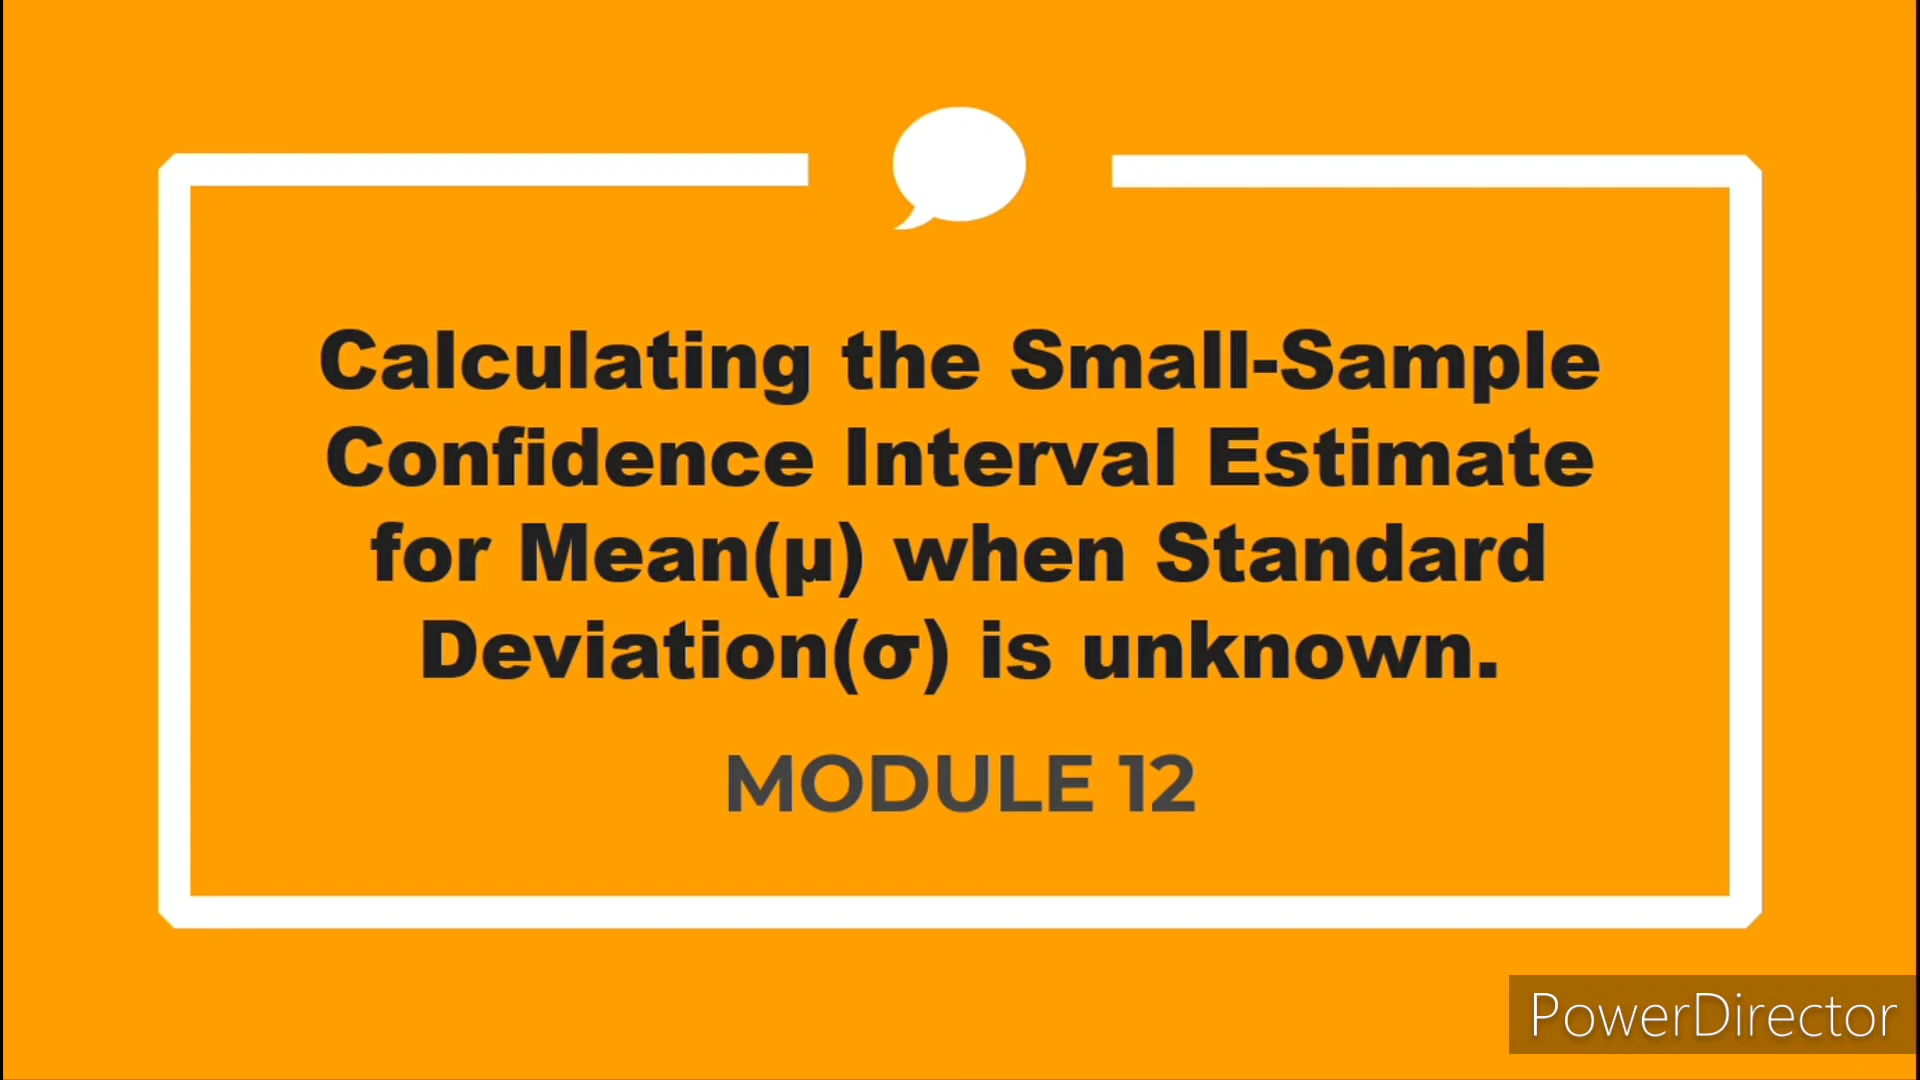 Calculating the Small-Sample
Confidence Interval Estimate
for Mean(μ) when Standard
Deviation(σ) is unknown.
MODULE 12
PowerDirector